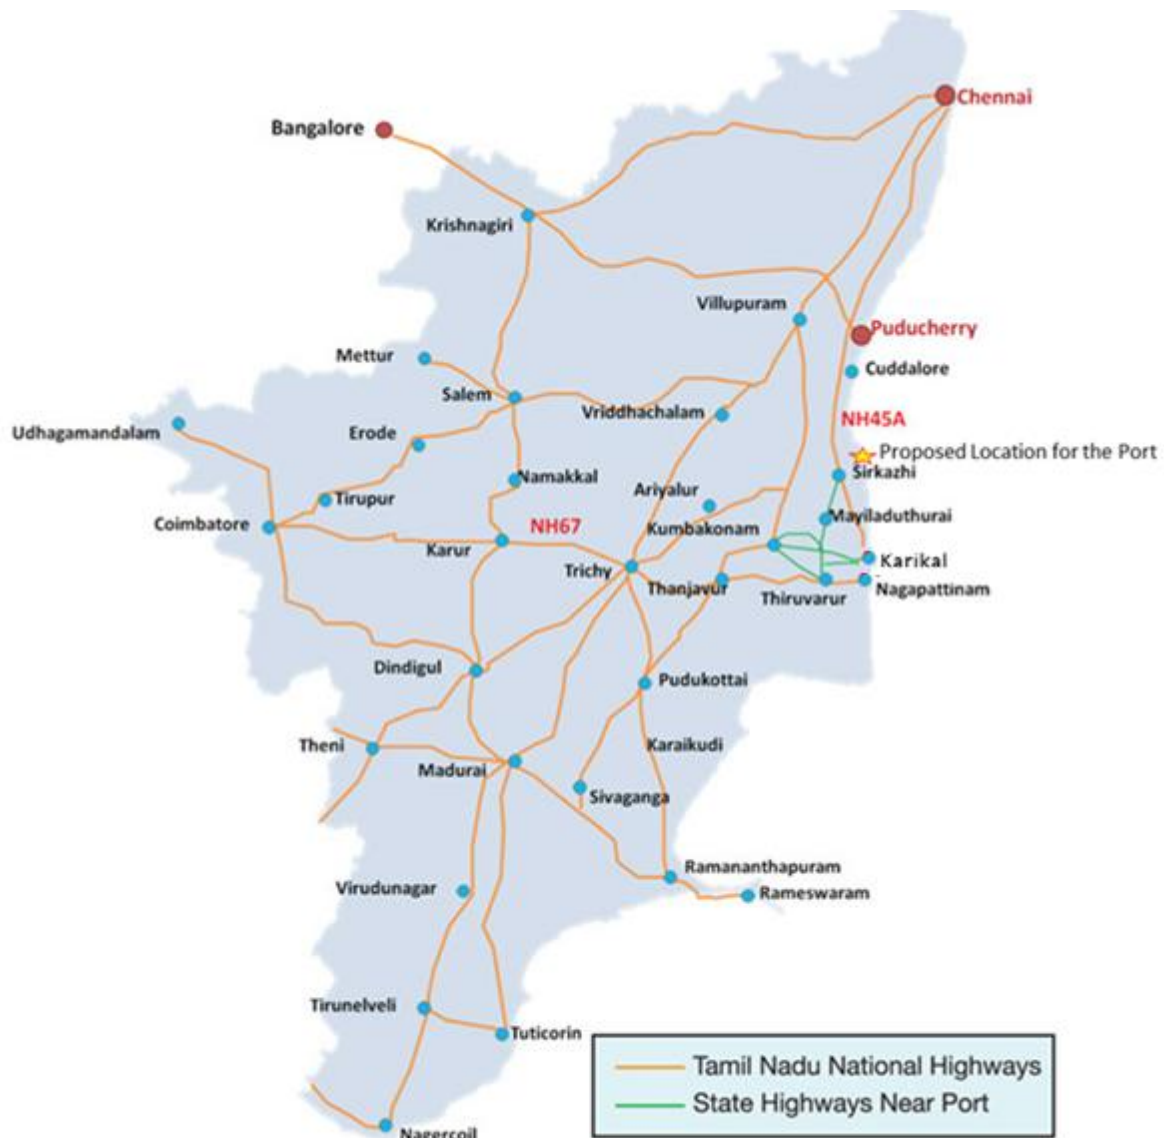 Chennai
Bangalore
Krishnagiri
Villupuram
Puducherry
Mettur
Cuddalore
Salem
Vriddhachalam
NH45A
Udhagamandalam
Erode
Proposed Location for the Port
Sirkazhi
Namakkal
Tirupur
Ariyalur
Mayiladuthurai
Coimbatore
NH67
Kumbakonam
Karur
Karikal
Trichy
Thanjavur
Thiruvarur
Nagapattinam
Dindigul
Pudukottai
Theni
Karaikudi
Madurai
Sivaganga
Ramananthapuram
Virudunagar
Rameswaram
Tirunelveli
Tuticorin
Tamil Nadu National Highways
State Highways Near Port
Nagercoil